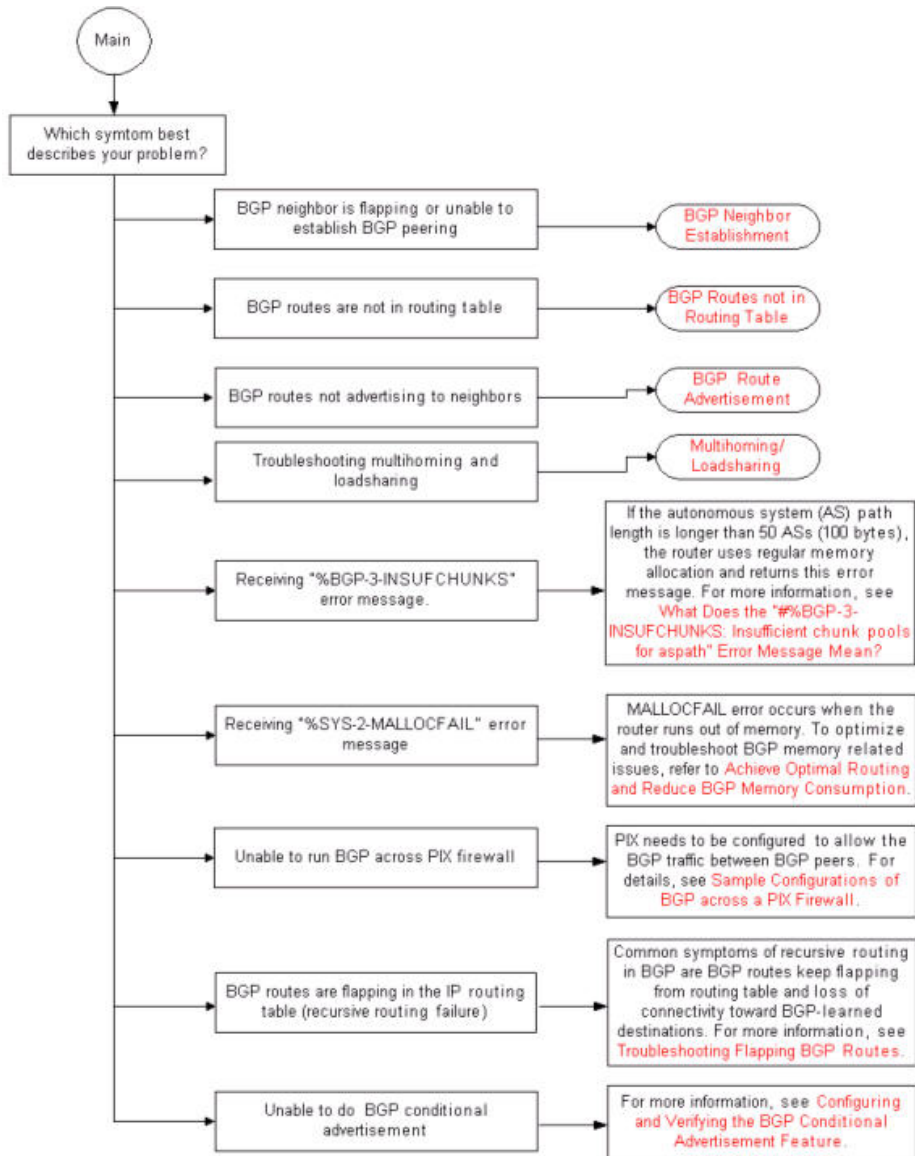 Main
Which symtom best
describes your problem?
BGP neighbor is flapping or unable to
establish BGP peering
BGP Neighbor
Establishment
BGP routes are not in routing table
BGP Routes not in
Routing Table
BGP routes not advertising to neighbors
BGP Route
Advertisement
Troubleshooting multihoming and
loadsharing
Multihoming/
Loadsharing
Receiving "%BGP-3-INSUFCHUNKS"
error message.
If the autonomous system (AS) path
length is longer than 50 ASs (100 bytes),
the router uses regular memory
allocation and returns this error
message. For more information, see
What Does the "#%BGP-3-
INSUFCHUNKS: Insufficient chunk pools
for aspath" Error Message Mean?
Receiving "%SYS-2-MALLOCFAIL" error
message
MALLOCFAIL error occurs when the
router runs out of memory. To optimize
and troubleshoot BGP memory related
issues, refer to Achieve Optimal Routing
and Reduce BGP Memory Consumption.
Unable to run BGP across PIX firewall
PIX needs to be configured to allow the
BGP traffic between BGP peers. For
details, see Sample Configurations of
BGP across a PIX Firewall.
BGP routes are flapping in the IP routing
table (recursive routing failure)
Common symptoms of recursive routing
in BGP are BGP routes keep flapping
from routing table and loss of
connectivity toward BGP-learned
destinations. For more information, see
Troubleshooting Flapping BGP Routes.
Unable to do BGP conditional
advertisement
For more information, see Configuring
and Verifying the BGP Conditional
Advertisement Feature.